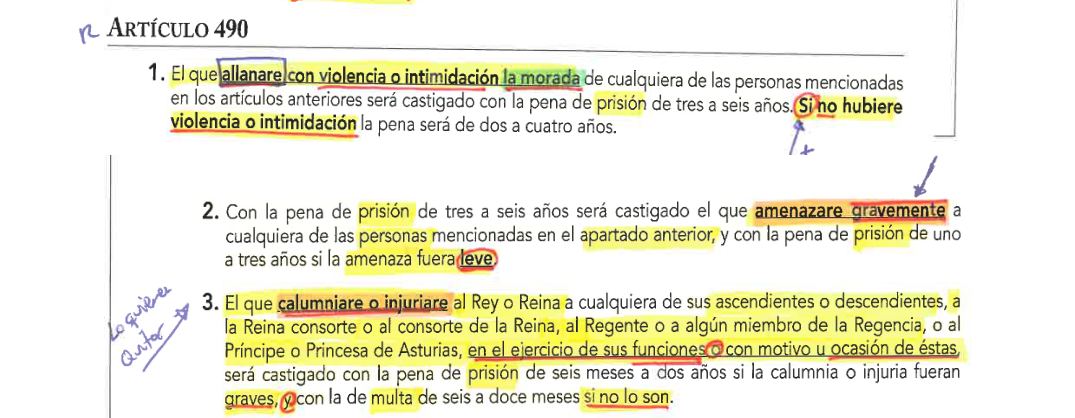 ARTÍCULO 490
1. El que allanare con violencia o intimidación la morada de cualquiera de las personas mencionadas
en los artículos anteriores será castigado con la pena de prisión de tres a seis años. Si no hubiere
violencia o intimidación la pena será de dos a cuatro años.
2. Con la pena de prisión de tres a seis años será castigado el que amenazare gravemente a
cualquiera de las personas mencionadas en el apartado anterior, y con la pena de prisión de uno
a tres años si la amenaza fuera leve.
Lo quieren
Quitar
3. El que calumniare o injuriare al Rey o Reina a cualquiera de sus ascendientes o descendientes, a
la Reina consorte o al consorte de la Reina, al Regente o a algún miembro de la Regencia, o al
Príncipe o Princesa de Asturias, en el ejercicio de sus funciones o con motivo u ocasión de éstas,
será castigado con la pena de prisión de seis meses a dos años si la calumnia o injuria fueran
graves, y con la de multa de seis a doce meses si no lo son.